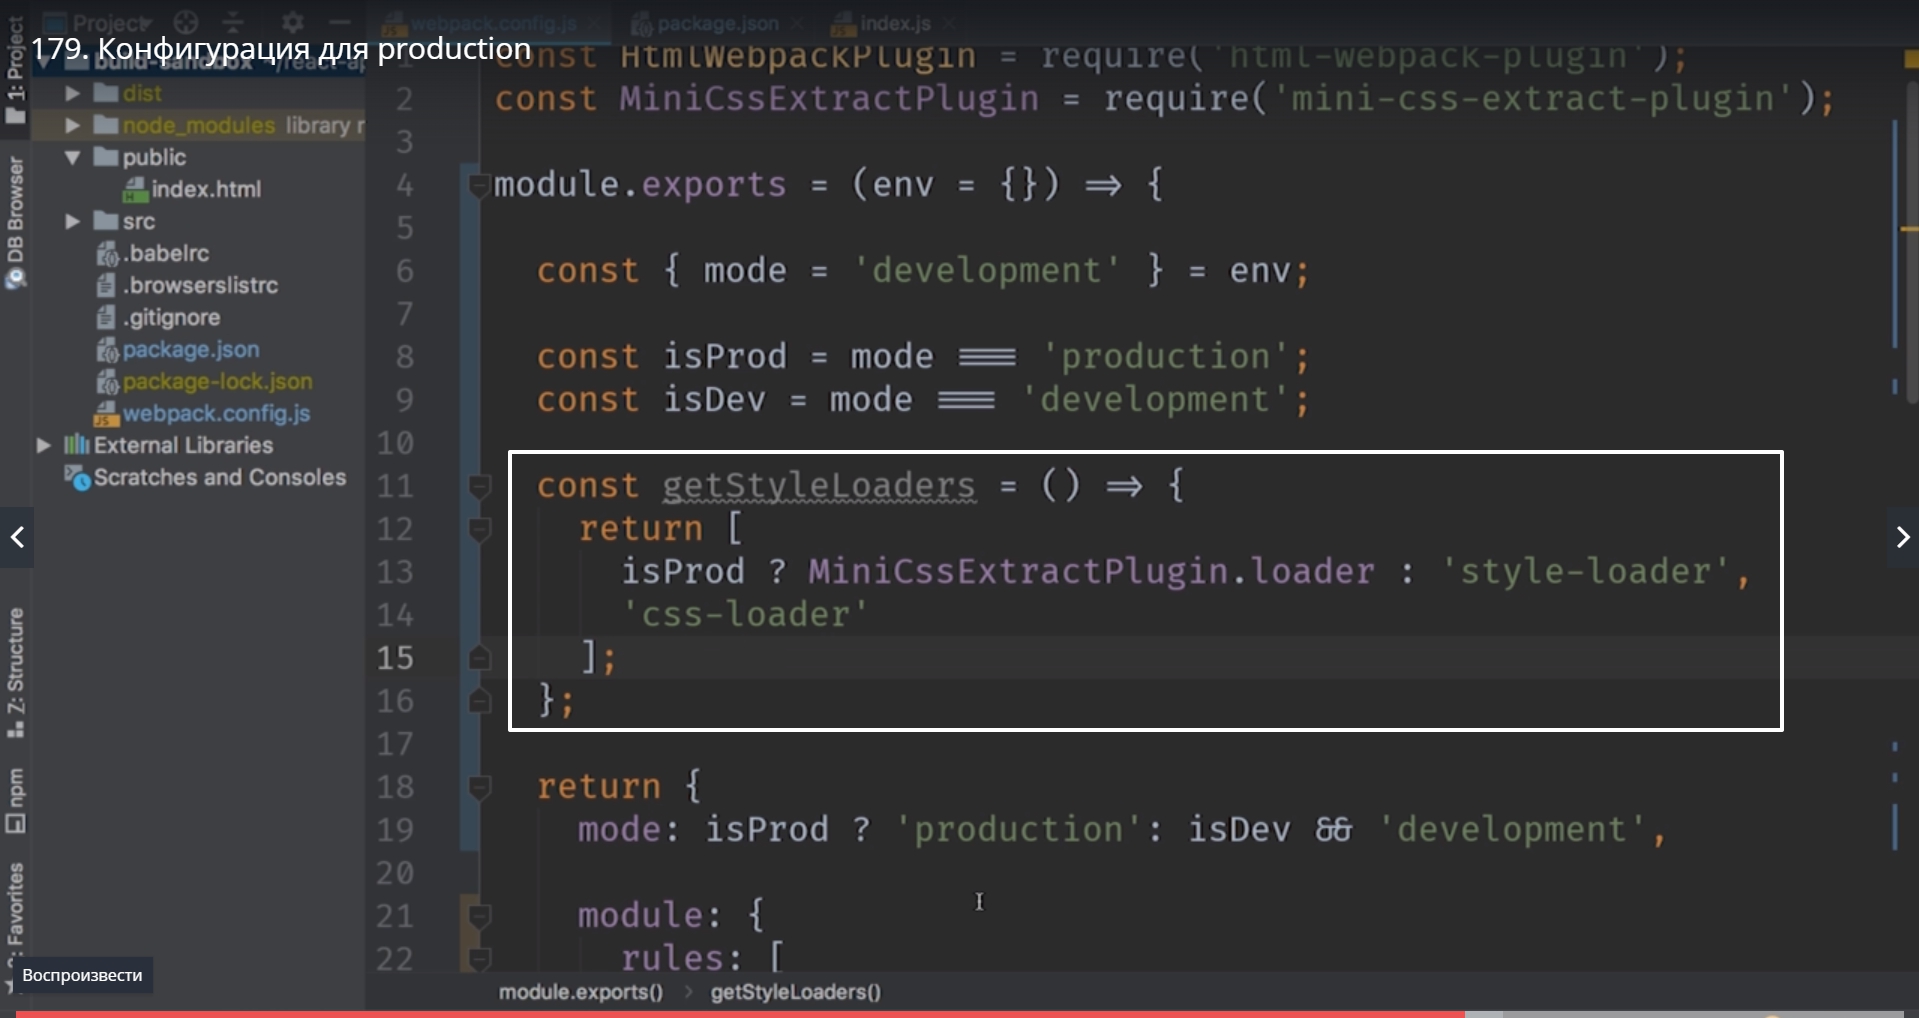 Project
webpack.config.js
package.json
index.js
179. Конфигурация для production
build-sandbox ~/react-ap
dist
node_modules library r
public
index.html
src
.babelrc
.browserslistrc
.gitignore
package.json
package-lock.json
webpack.config.js
External Libraries
Scratches and Consoles
1: Project
DB Browser
Z: Structure
npm
Favorites
Воспроизвести
1 const HtmlWebpackPlugin = require('html-webpack-plugin');
2 const MiniCssExtractPlugin = require('mini-css-extract-plugin');
3
4 module.exports = (env = {}) => {
5
6 const { mode = 'development' } = env;
7
8 const isProd = mode === 'production';
9 const isDev = mode === 'development';
10
11 const getStyleLoaders = () => {
12 return [
13 isProd ? MiniCssExtractPlugin.loader : 'style-loader',
14 'css-loader'
15 ];
16 };
17
18 return {
19 mode: isProd ? 'production': isDev && 'development',
20
21 module: {
22 rules: [
module.exports() › getStyleLoaders()